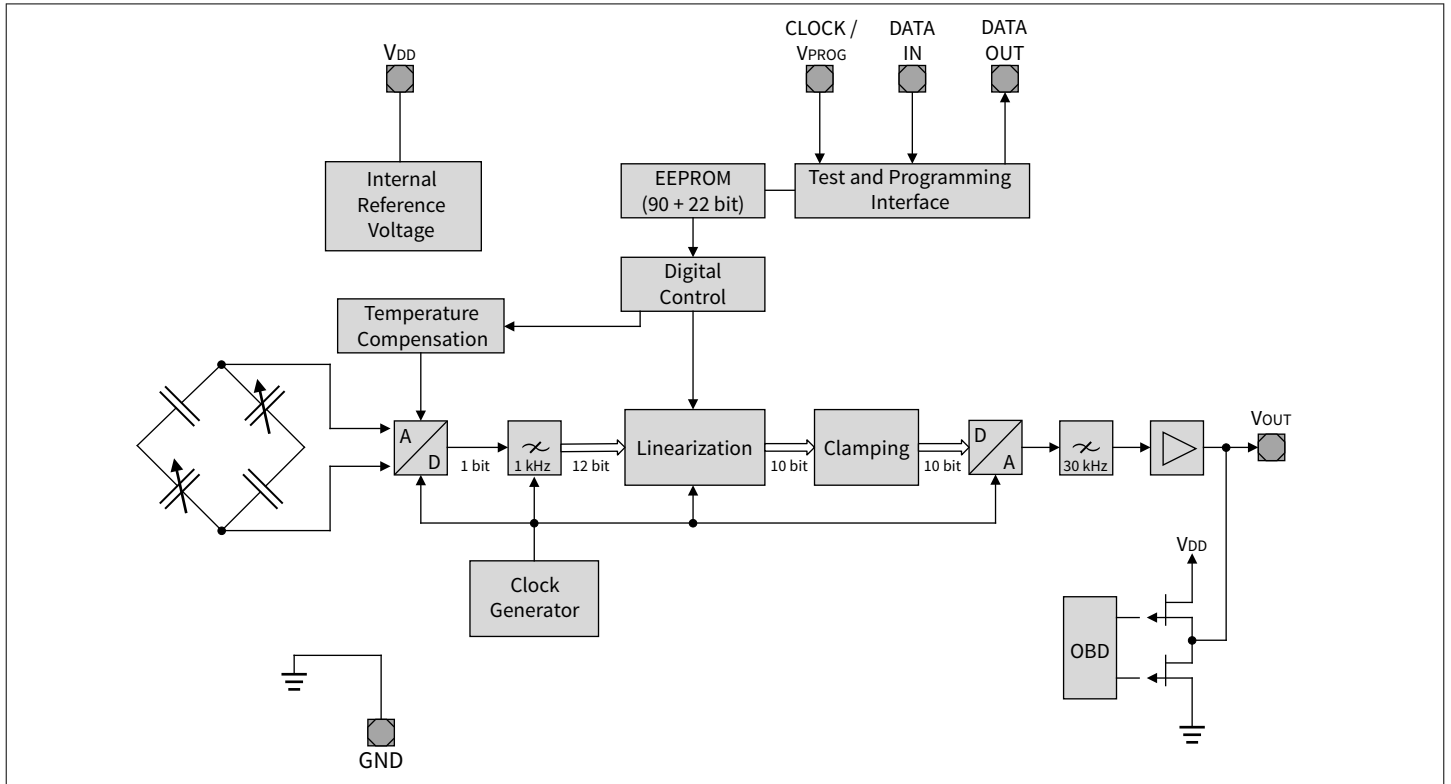 CLOCK /
VPROG
DATA
IN
DATA
OUT
VDD
Internal
Reference
Voltage
EEPROM
(90 + 22 bit)
Test and Programming
Interface
Digital
Control
Temperature
Compensation
A
D
1 bit
1 kHz
12 bit
Linearization
10 bit
Clamping
10 bit
D
A
30 kHz
VOUT
Clock
Generator
VDD
OBD
GND